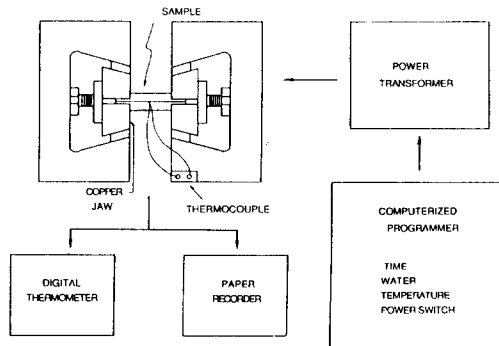 SAMPLE
POWER
TRANSFORMER
COPPER
JAW
THERMOCOUPLE
COMPUTERIZED
PROGRAMMER
TIME
WATER
TEMPERATURE
POWER SWITCH
DIGITAL
THERMOMETER
PAPER
RECORDER